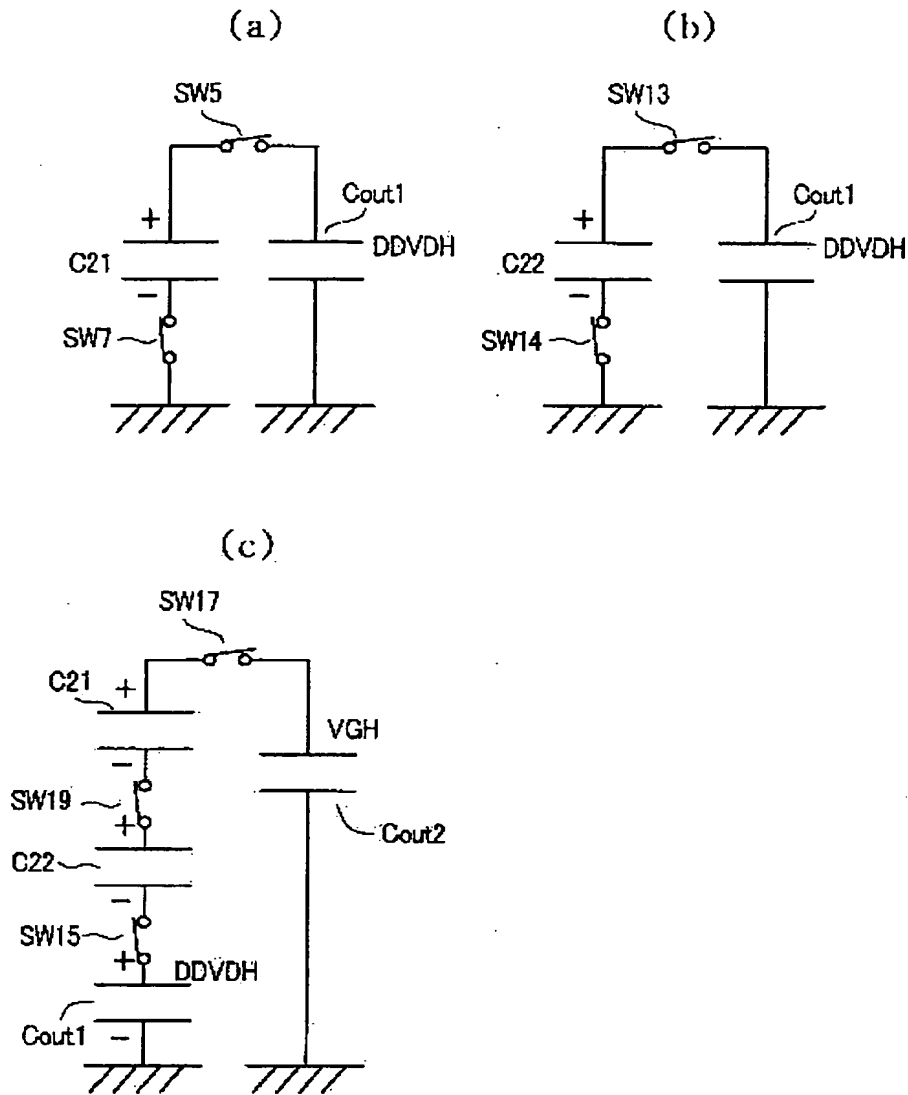 (a)
SW5
Cout1
+
C21
DDVDH
−
SW7
(b)
SW13
Cout1
+
C22
DDVDH
−
SW14
(c)
SW17
C21
+
VGH
−
SW19
+
Cout2
C22
−
SW15
+
DDVDH
Cout1
−